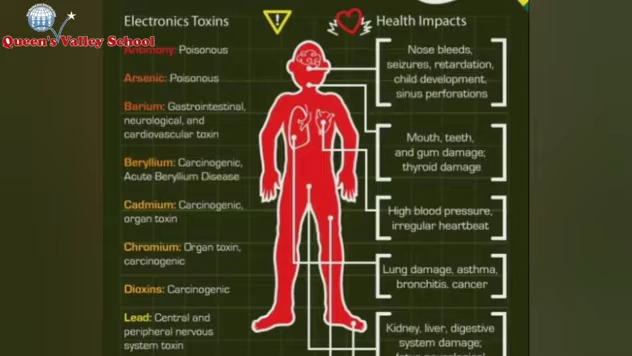 Queen's Valley School
Electronics Toxins
Antimony: Poisonous
Arsenic: Poisonous
Barium: Gastrointestinal,
neurological, and
cardiovascular toxin
Beryllium: Carcinogenic,
Acute Beryllium Disease
Cadmium: Carcinogenic,
organ toxin
Chromium: Organ toxin,
carcinogenic
Dioxins: Carcinogenic
Lead: Central and
peripheral nervous
system toxin
Health Impacts
Nose bleeds,
seizures, retardation,
child development,
sinus perforations
Mouth, teeth,
and gum damage;
thyroid damage
High blood pressure,
irregular heartbeat
Lung damage, asthma,
bronchitis, cancer
Kidney, liver, digestive
system damage;